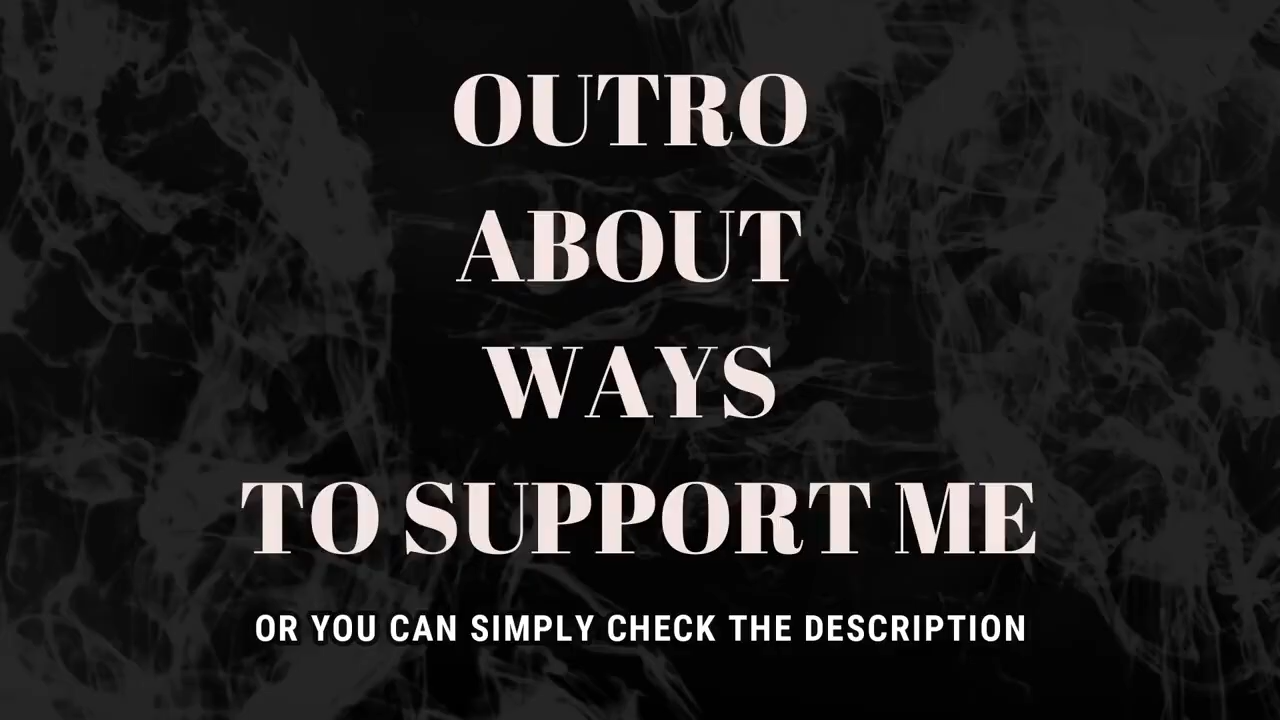 OUTRO
ABOUT
WAYS
TO SUPPORT ME
OR YOU CAN SIMPLY CHECK THE DESCRIPTION